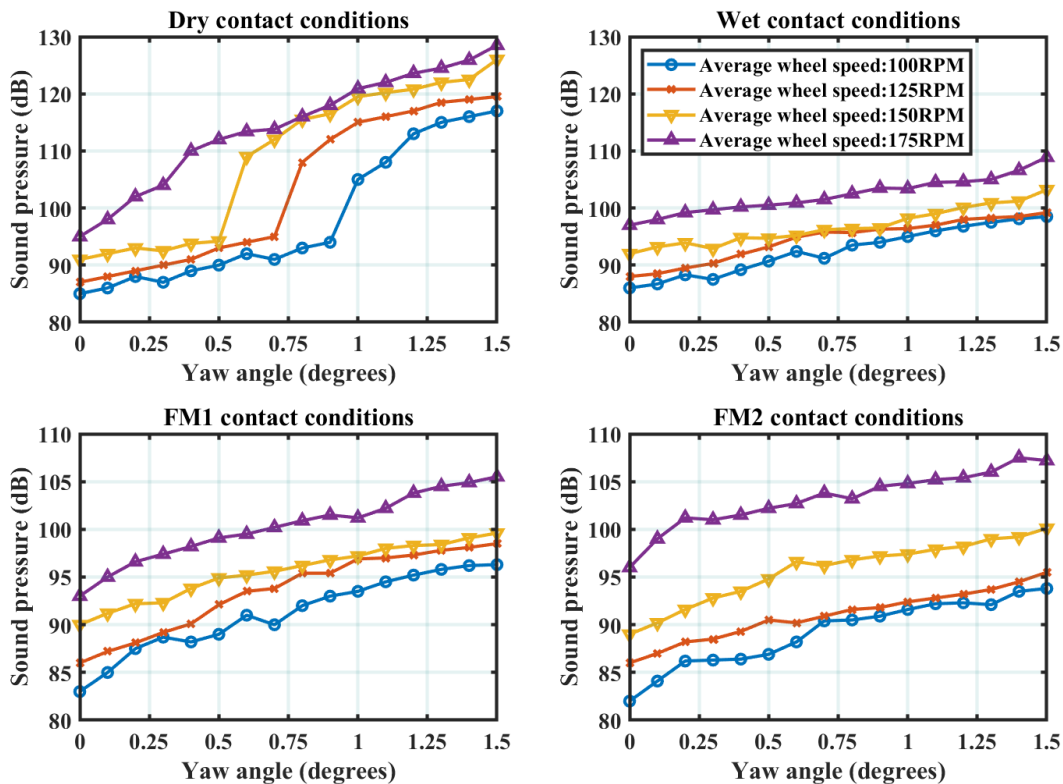 Dry contact conditions
130
120
110
100
90
80
0 0.25 0.5 0.75 1 1.25 1.5
Sound pressure (dB)
Yaw angle (degrees)
Wet contact conditions
130
120
110
100
90
80
0 0.25 0.5 0.75 1 1.25 1.5
Sound pressure (dB)
Yaw angle (degrees)
Average wheel speed:100RPM
Average wheel speed:125RPM
Average wheel speed:150RPM
Average wheel speed:175RPM
FM1 contact conditions
110
105
100
95
90
85
80
0 0.25 0.5 0.75 1 1.25 1.5
Sound pressure (dB)
Yaw angle (degrees)
FM2 contact conditions
110
105
100
95
90
85
80
0 0.25 0.5 0.75 1 1.25 1.5
Sound pressure (dB)
Yaw angle (degrees)